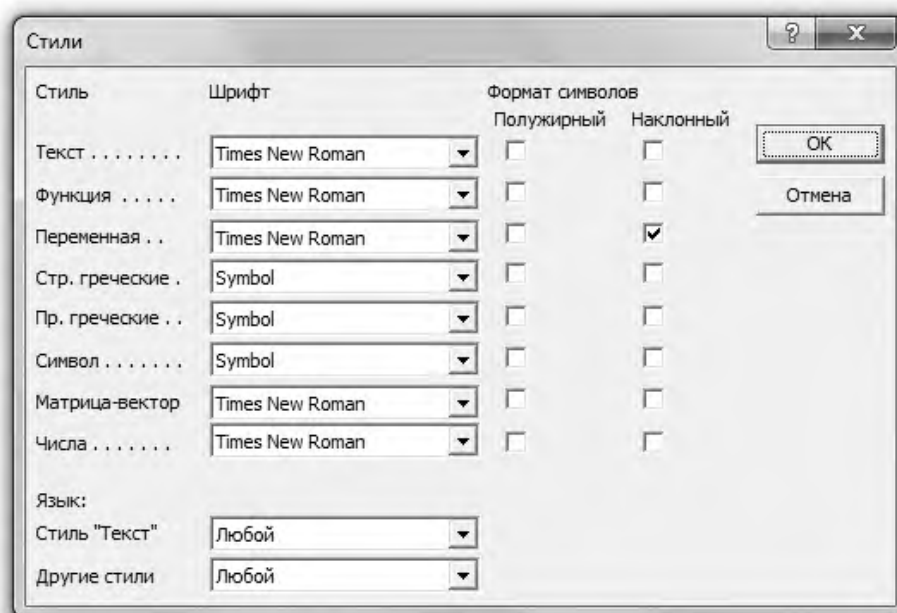 Стили
Стиль Шрифт Формат символов
Полужирный Наклонный
Текст . . . . . . . . Times New Roman OK
Функция . . . . . Times New Roman Отмена
Переменная . . Times New Roman
Стр. греческие . Symbol
Пр. греческие . . Symbol
Символ . . . . . . . Symbol
Матрица-вектор Times New Roman
Числа . . . . . . . Times New Roman
Язык:
Стиль "Текст" Любой
Другие стили Любой